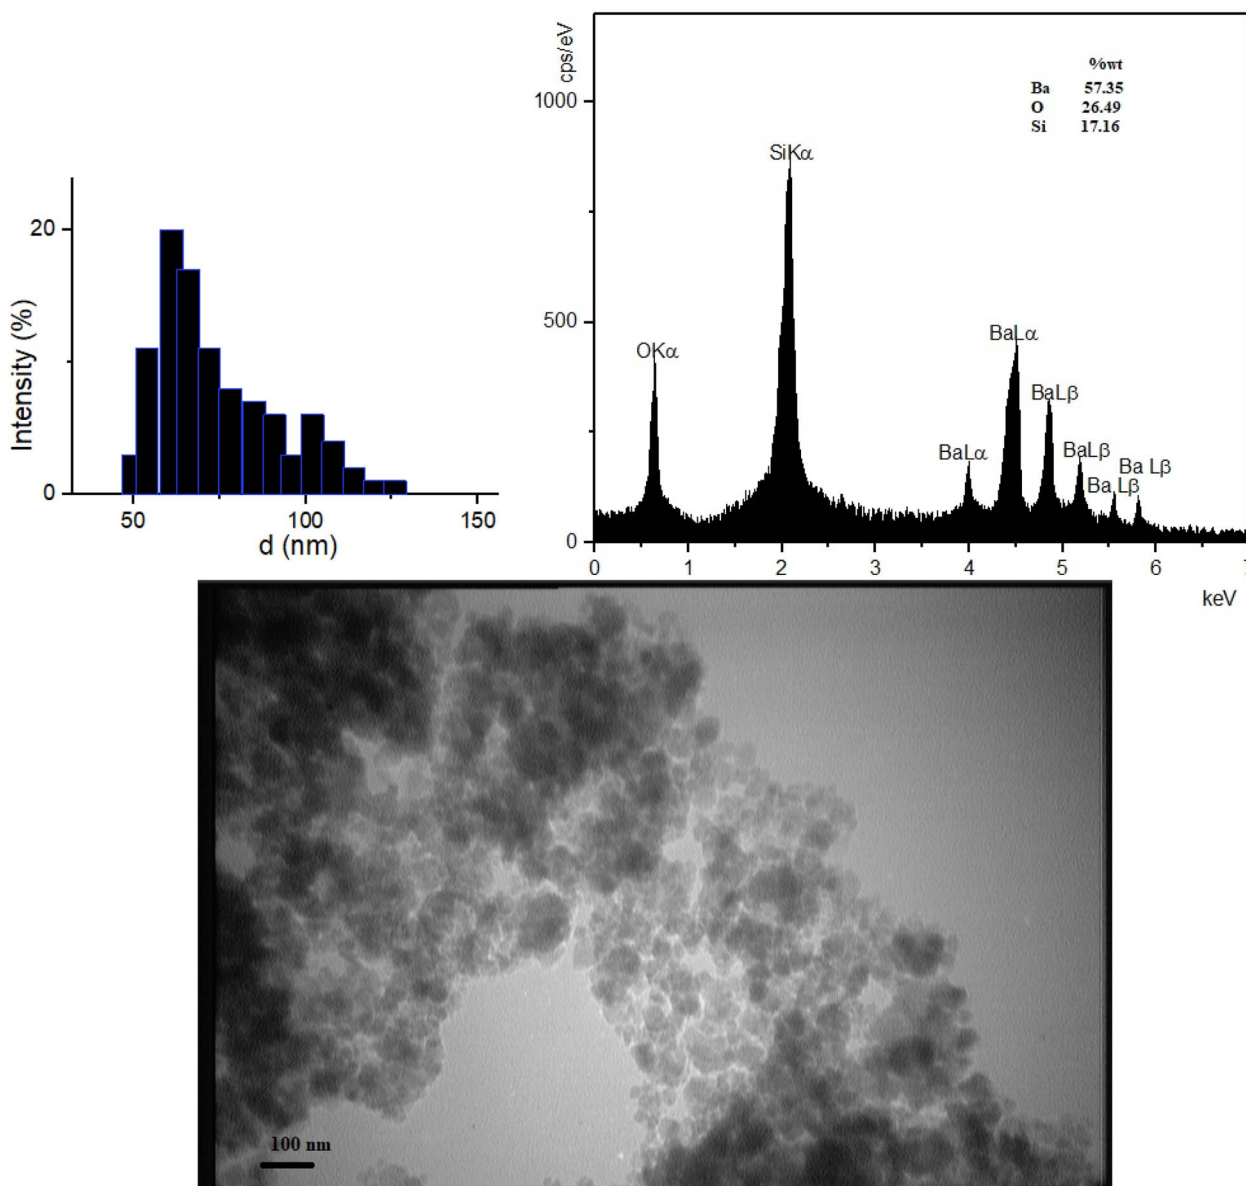 20
0
Intensity (%)
50
100
150
d (nm)
cps/eV
1000
500
0
%wt
Ba 57.35
O 26.49
Si 17.16
SiKα
OKα
BaLα
BaLα
BaLβ
BaLβ
Ba Lβ
Ba Lβ
0 1 2 3 4 5 6 7
keV
100 nm